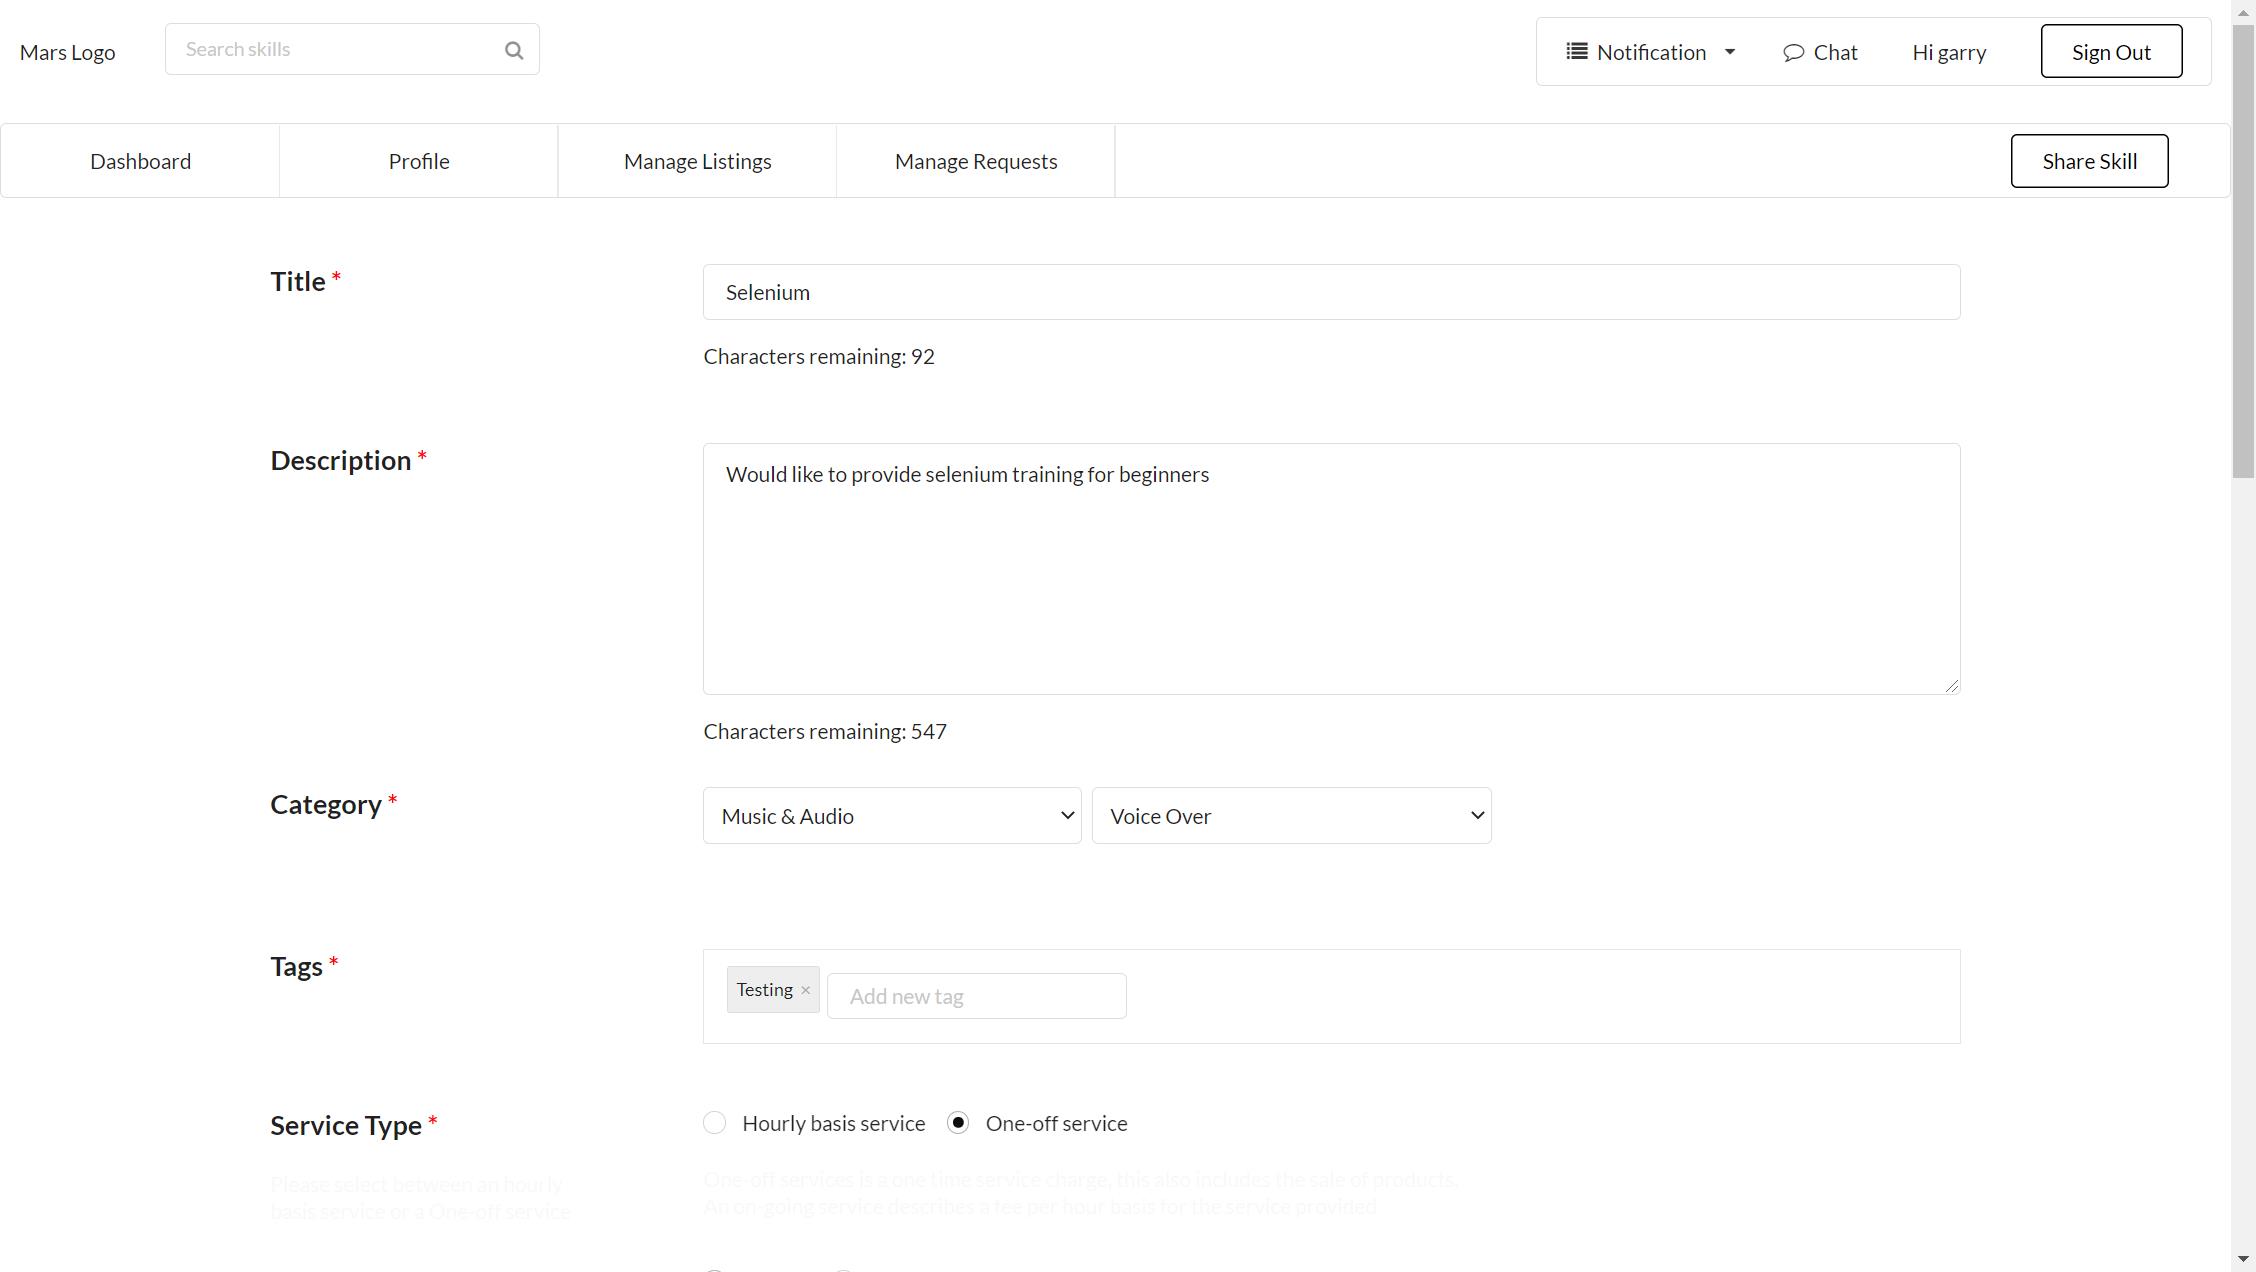 Mars Logo
Search skills
Notification
Chat
Hi garry
Sign Out
Dashboard
Profile
Manage Listings
Manage Requests
Share Skill
Title *
Selenium
Characters remaining: 92
Description *
Would like to provide selenium training for beginners
Characters remaining: 547
Category *
Music & Audio
Voice Over
Tags *
Testing ×
Add new tag
Service Type *
Hourly basis service
One-off service
Please select between an hourly
basis service or a One-off service
One-off services is a one time service charge, this also includes the sale of products.
An on-going service describes a fee per hour basis for the service provided